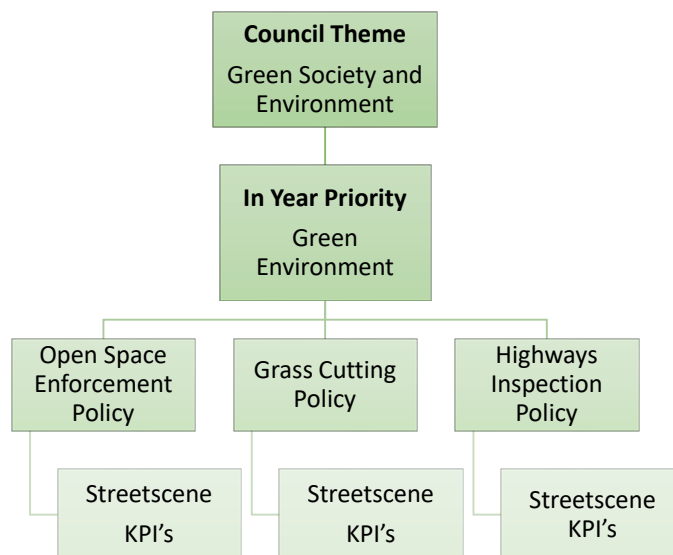 Council Theme
Green Society and
Environment
In Year Priority
Green
Environment
Open Space
Enforcement
Policy
Grass Cutting
Policy
Highways
Inspection
Policy
Streetscene
KPI's
Streetscene
KPI's
Streetscene
KPI's